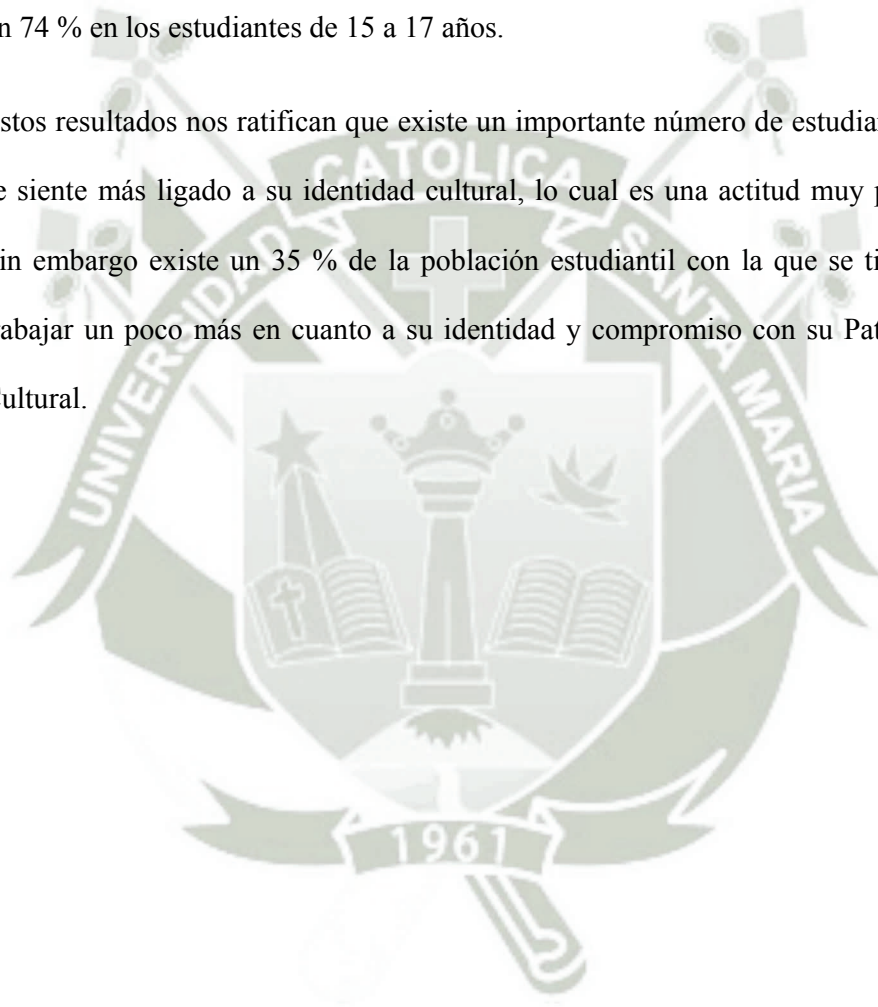 n 74 % en los estudiantes de 15 a 17 años.
stos resultados nos ratifican que existe un importante número de estudia
e siente más ligado a su identidad cultural, lo cual es una actitud muy p
in embargo existe un 35 % de la población estudiantil con la que se ti
rabajar un poco más en cuanto a su identidad y compromiso con su Pat
Cultural.
UNIVERSIDAD CATOLICA SANTA MARIA
1961